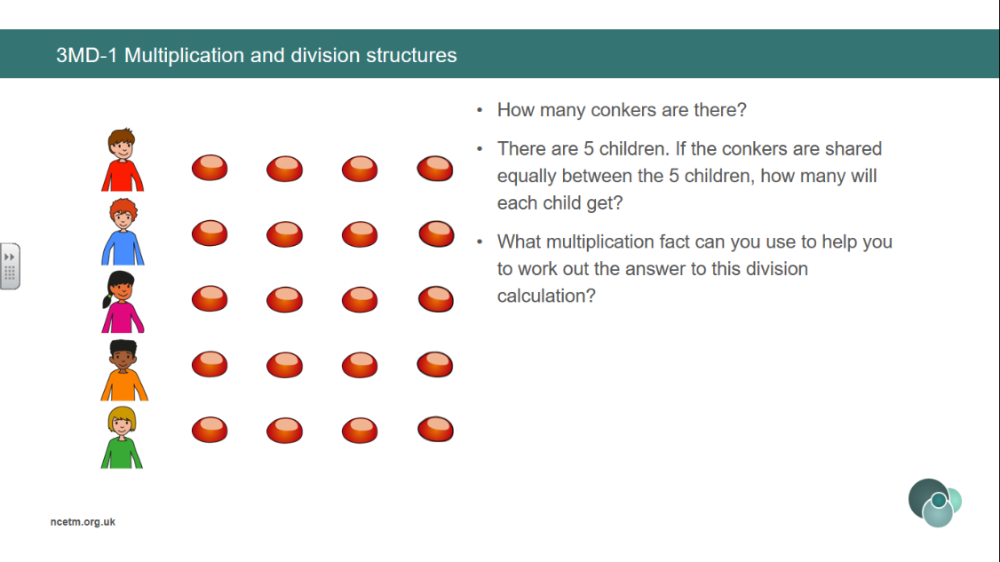 3MD-1 Multiplication and division structures
• How many conkers are there?
• There are 5 children. If the conkers are shared
equally between the 5 children, how many will
each child get?
• What multiplication fact can you use to help you
to work out the answer to this division
calculation?
ncetm.org.uk